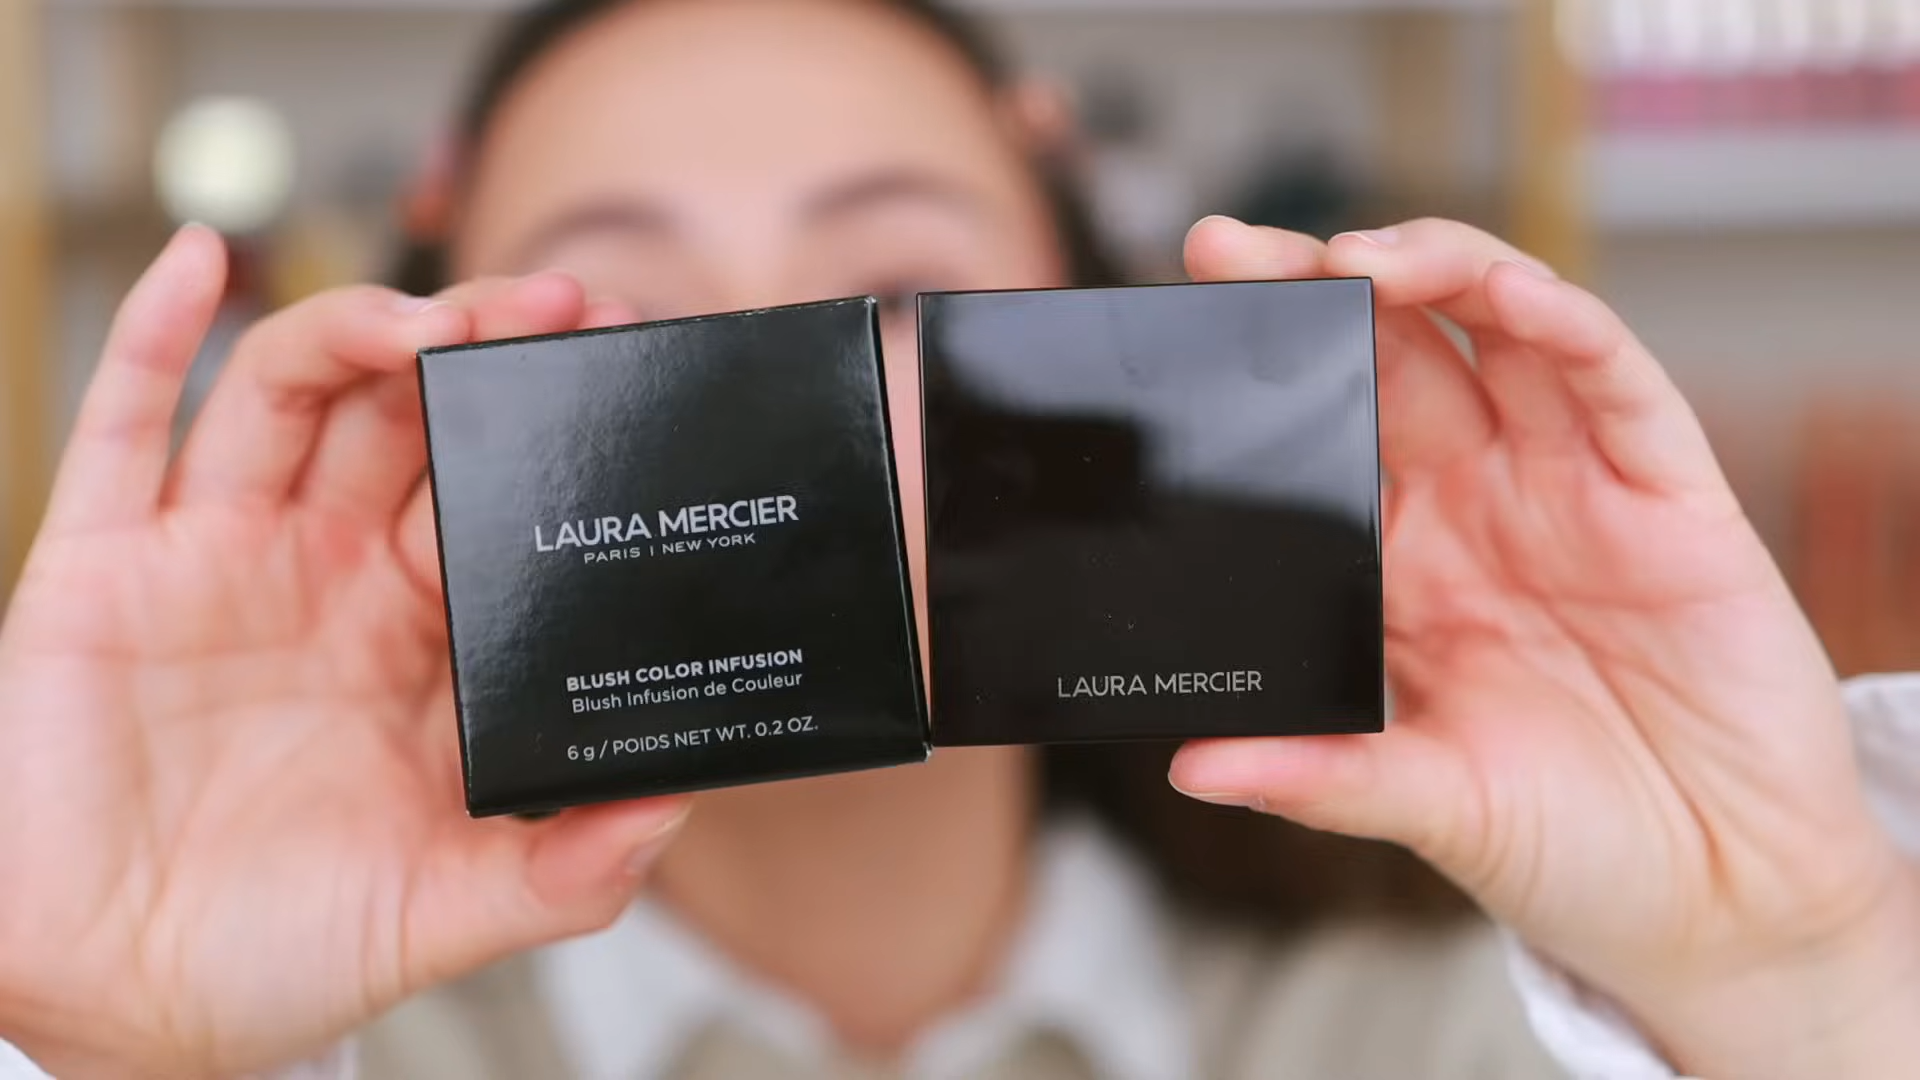 LAURA MERCIER
PARIS | NEW YORK
BLUSH COLOR INFUSION
Blush Infusion de Couleur
6 g / POIDS NET WT. 0.2 OZ.
LAURA MERCIER